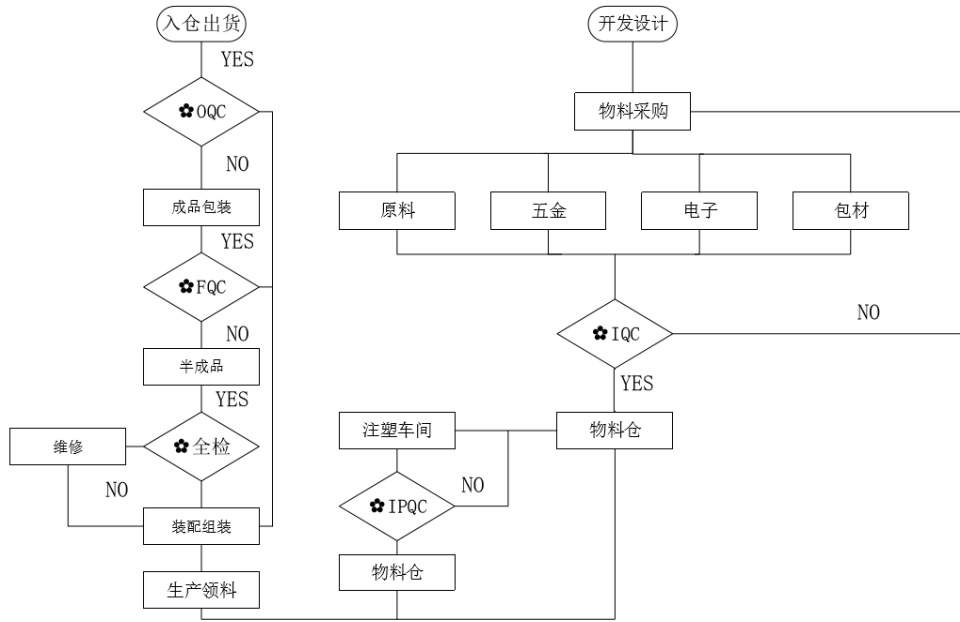 入仓出货
YES
✿OQC
NO
成品包装
YES
✿FQC
NO
半成品
YES
✿全检
维修
NO
装配组装
生产领料
开发设计
物料采购
原料
五金
电子
包材
✿IQC
NO
YES
物料仓
注塑车间
✿IPQC
NO
物料仓